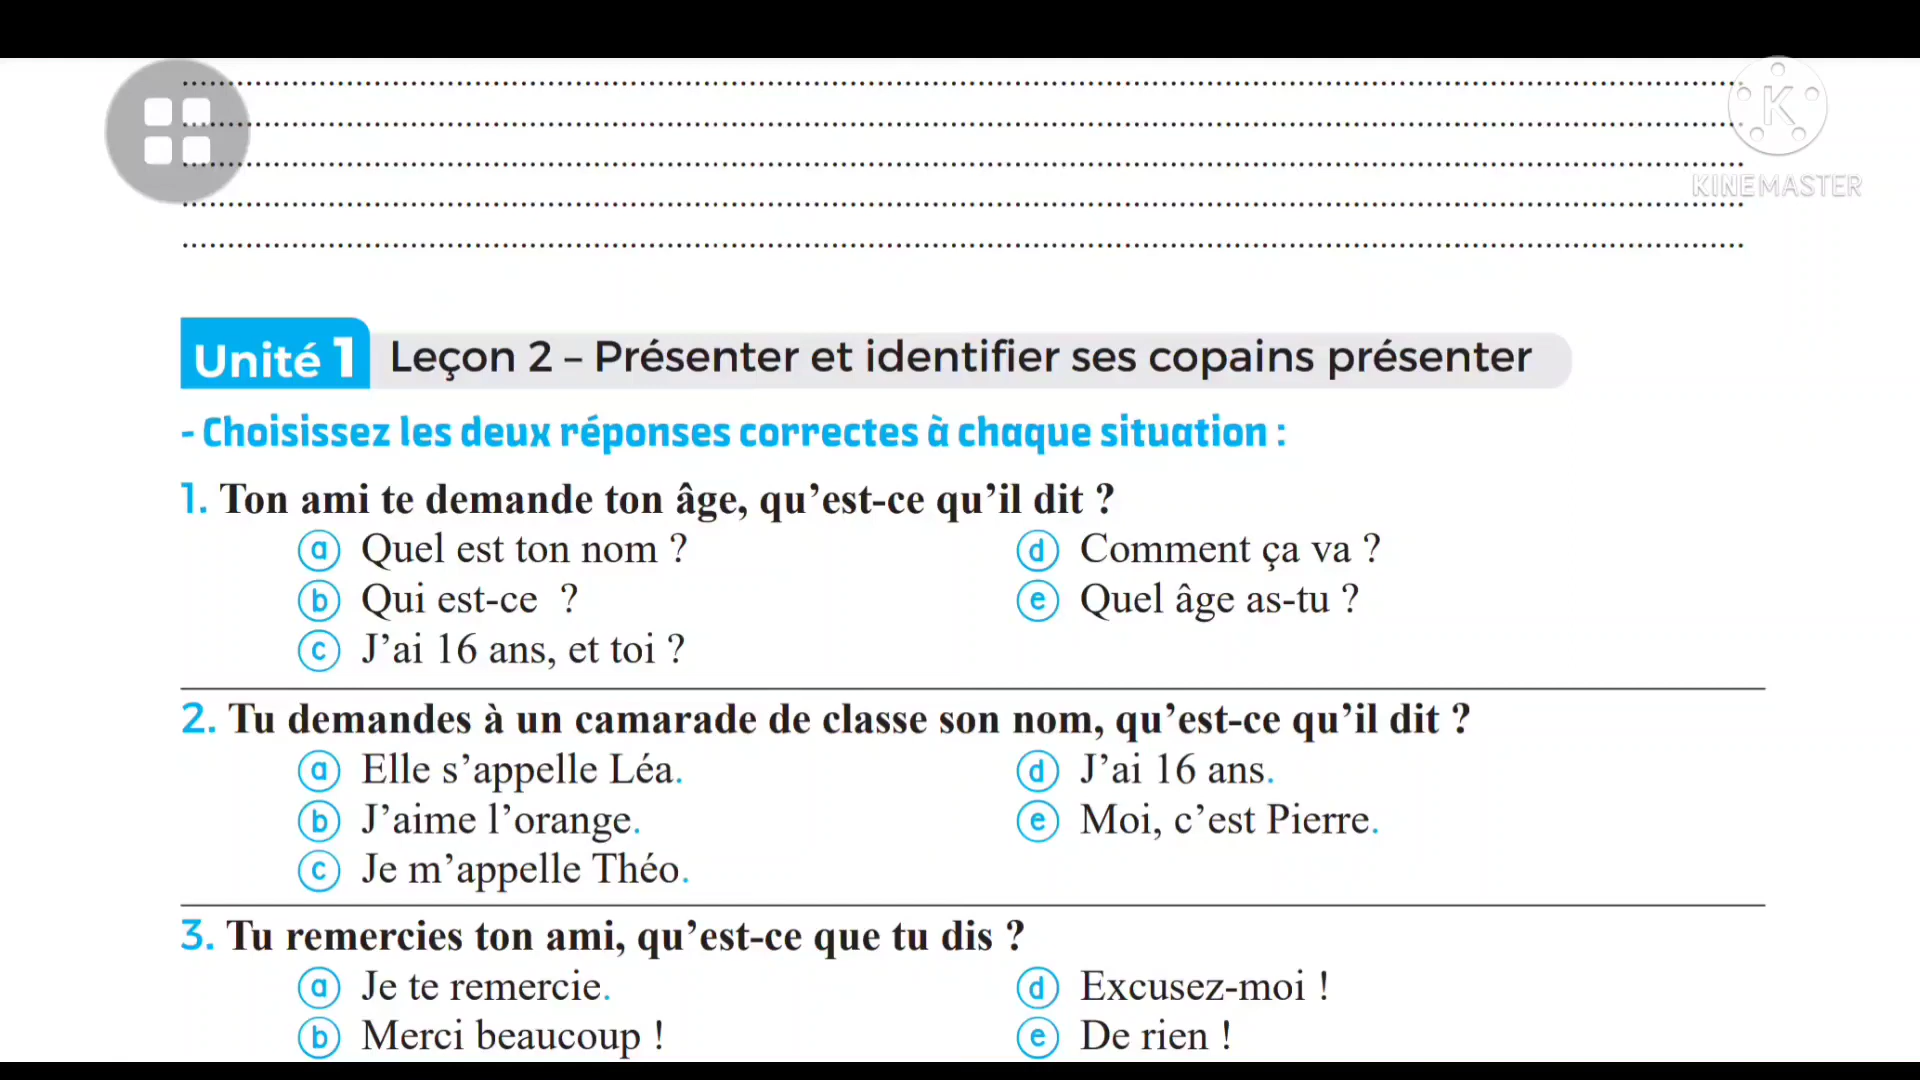 KINEMASTER
Unité 1 Leçon 2 – Présenter et identifier ses copains présenter
- Choisissez les deux réponses correctes à chaque situation :
1. Ton ami te demande ton âge, qu’est-ce qu’il dit ?
a Quel est ton nom ?
b Qui est-ce ?
c J’ai 16 ans, et toi ?
d Comment ça va ?
e Quel âge as-tu ?
2. Tu demandes à un camarade de classe son nom, qu’est-ce qu’il dit ?
a Elle s’appelle Léa.
b J’aime l’orange.
c Je m’appelle Théo.
d J’ai 16 ans.
e Moi, c’est Pierre.
3. Tu remercies ton ami, qu’est-ce que tu dis ?
a Je te remercie.
b Merci beaucoup !
d Excusez-moi !
e De rien !